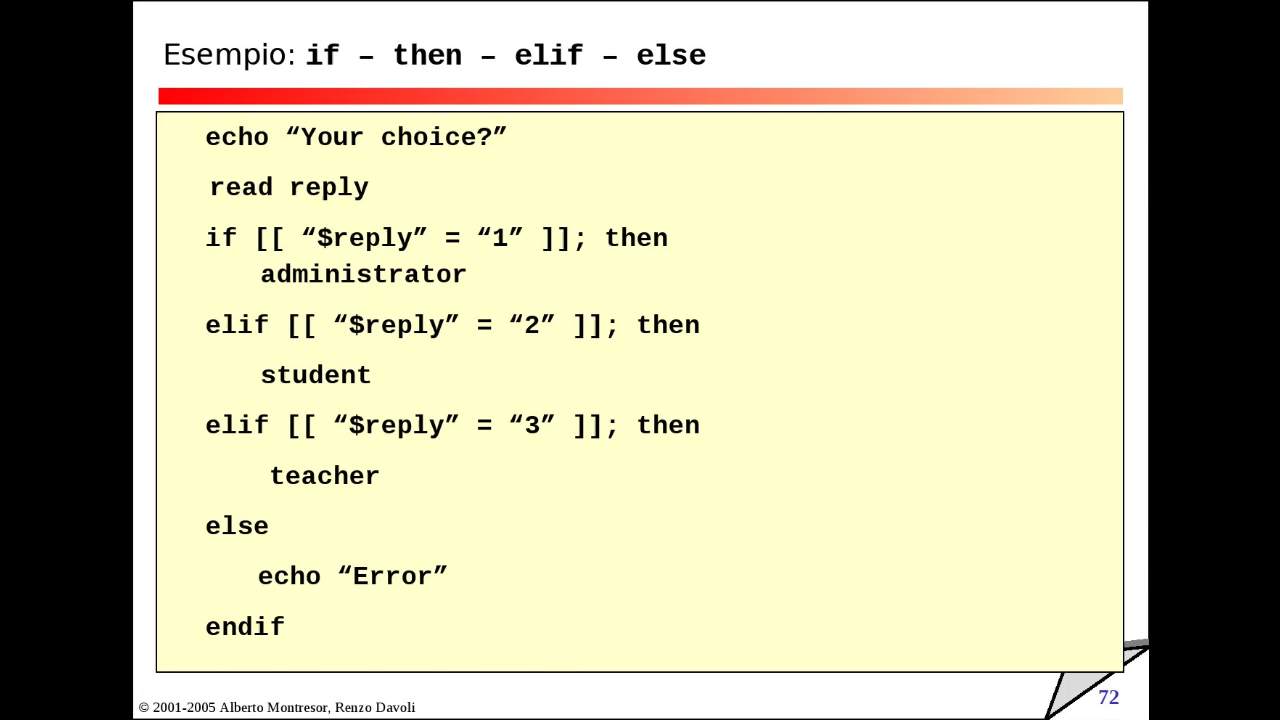 Esempio: if – then – elif – else
echo “Your choice?”
read reply
if [[ “$reply” = “1” ]]; then
administrator
elif [[ “$reply” = “2” ]]; then
student
elif [[ “$reply” = “3” ]]; then
teacher
else
echo “Error”
endif
© 2001-2005 Alberto Montresor, Renzo Davoli
72